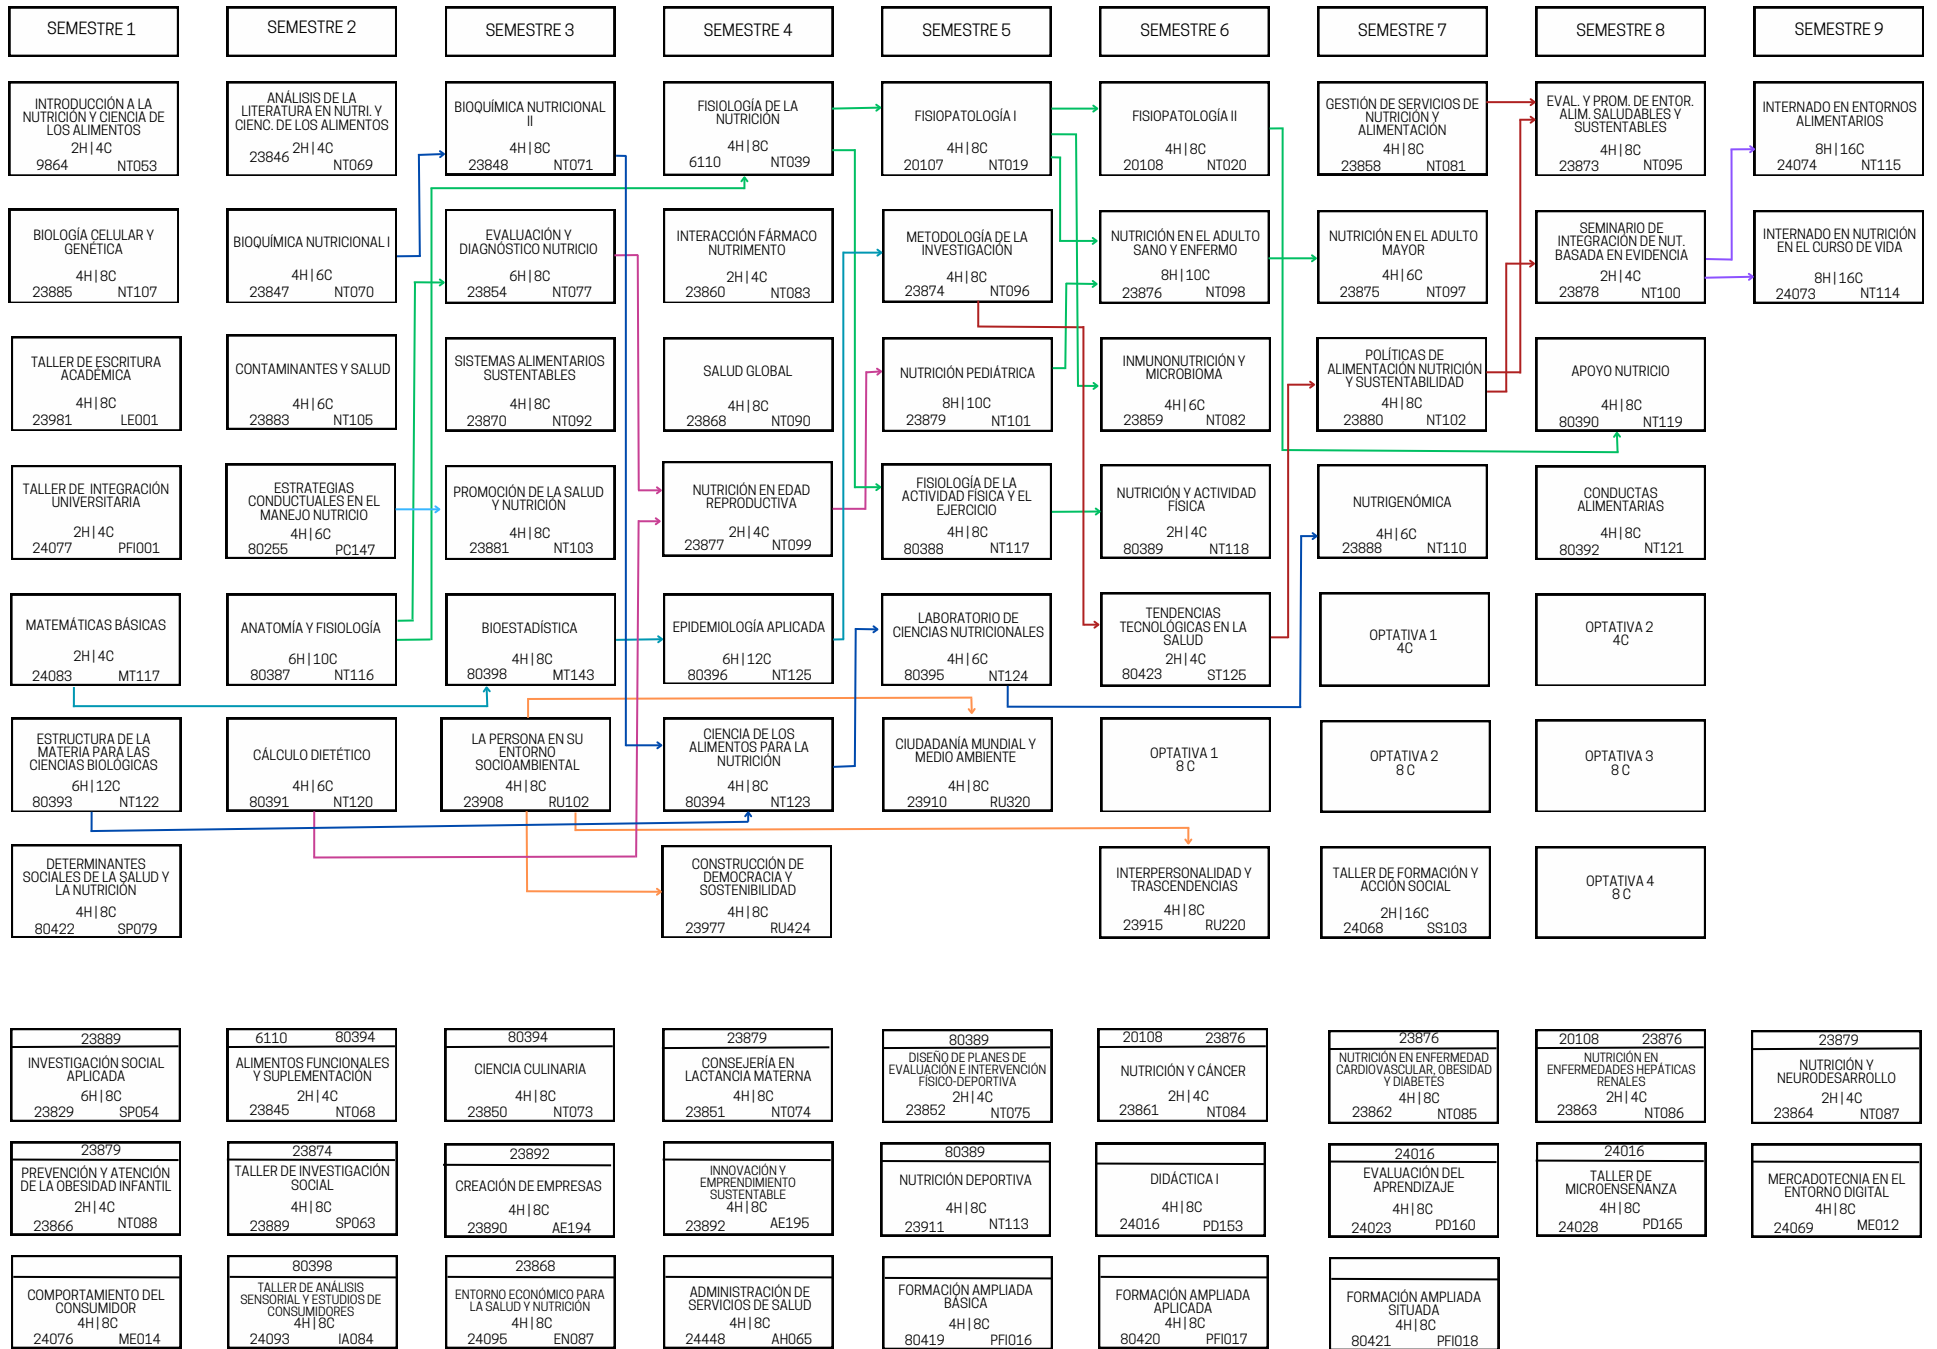 SEMESTRE 1
SEMESTRE 2
SEMESTRE 3
SEMESTRE 4
SEMESTRE 5
SEMESTRE 6
SEMESTRE 7
SEMESTRE 8
SEMESTRE 9
INTRODUCCIÓN A LA
NUTRICIÓN Y CIENCIA DE
LOS ALIMENTOS
2H|4C
9864 NT053
ANÁLISIS DE LA
LITERATURA EN NUTRI. Y
CIENC. DE LOS ALIMENTOS
2H|4C
23846 NT069
BIOQUÍMICA NUTRICIONAL
II
4H|8C
23848 NT071
FISIOLOGÍA DE LA
NUTRICIÓN
4H|8C
6110 NT039
FISIOPATOLOGÍA I
4H|8C
20107 NT019
FISIOPATOLOGÍA II
4H|8C
20108 NT020
GESTIÓN DE SERVICIOS DE
NUTRICIÓN Y
ALIMENTACIÓN
4H|8C
23858 NT081
EVAL. Y PROM. DE ENTOR.
ALIM. SALUDABLES Y
SUSTENTABLES
4H|8C
23873 NT095
INTERNADO EN ENTORNOS
ALIMENTARIOS
8H|16C
24074 NT115
BIOLOGÍA CELULAR Y
GENÉTICA
4H|8C
23885 NT107
BIOQUÍMICA NUTRICIONAL I
4H|6C
23847 NT070
EVALUACIÓN Y
DIAGNÓSTICO NUTRICIO
6H|8C
23854 NT077
INTERACCIÓN FÁRMACO
NUTRIMENTO
2H|4C
23860 NT083
METODOLOGÍA DE LA
INVESTIGACIÓN
4H|8C
23874 NT096
NUTRICIÓN EN EL ADULTO
SANO Y ENFERMO
8H|10C
23876 NT098
NUTRICIÓN EN EL ADULTO
MAYOR
4H|6C
23875 NT097
SEMINARIO DE
INTEGRACIÓN DE NUT.
BASADA EN EVIDENCIA
2H|4C
23878 NT100
INTERNADO EN NUTRICIÓN
EN EL CURSO DE VIDA
8H|16C
24073 NT114
TALLER DE ESCRITURA
ACADÉMICA
4H|8C
23981 LE001
CONTAMINANTES Y SALUD
4H|6C
23883 NT105
SISTEMAS ALIMENTARIOS
SUSTENTABLES
4H|8C
23870 NT092
SALUD GLOBAL
4H|8C
23868 NT090
NUTRICIÓN PEDIÁTRICA
8H|10C
23879 NT101
INMUNONUTRICIÓN Y
MICROBIOMA
4H|6C
23859 NT082
POLÍTICAS DE
ALIMENTACIÓN NUTRICIÓN
Y SUSTENTABILIDAD
4H|8C
23880 NT102
APOYO NUTRICIO
4H|8C
80390 NT119
TALLER DE INTEGRACIÓN
UNIVERSITARIA
2H|4C
24077 PFI001
ESTRATEGIAS
CONDUCTUALES EN EL
MANEJO NUTRICIO
4H|6C
80255 PC147
PROMOCIÓN DE LA SALUD
Y NUTRICIÓN
4H|8C
23881 NT103
NUTRICIÓN EN EDAD
REPRODUCTIVA
2H|4C
23877 NT099
FISIOLOGÍA DE LA
ACTIVIDAD FÍSICA Y EL
EJERCICIO
4H|8C
80388 NT117
NUTRICIÓN Y ACTIVIDAD
FÍSICA
2H|4C
80389 NT118
NUTRIGENÓMICA
4H|6C
23888 NT110
CONDUCTAS
ALIMENTARIAS
4H|8C
80392 NT121
MATEMÁTICAS BÁSICAS
2H|4C
24083 MT117
ANATOMÍA Y FISIOLOGÍA
6H|10C
80387 NT116
BIOESTADÍSTICA
4H|8C
80398 MT143
EPIDEMIOLOGÍA APLICADA
6H|12C
80396 NT125
LABORATORIO DE
CIENCIAS NUTRICIONALES
4H|6C
80395 NT124
TENDENCIAS
TECNOLÓGICAS EN LA
SALUD
2H|4C
80423 ST125
OPTATIVA 1
4C
OPTATIVA 2
4C
ESTRUCTURA DE LA
MATERIA PARA LAS
CIENCIAS BIOLÓGICAS
6H|12C
80393 NT122
CÁLCULO DIETÉTICO
4H|6C
80391 NT120
LA PERSONA EN SU
ENTORNO
SOCIOAMBIENTAL
4H|8C
23908 RU102
CIENCIA DE LOS
ALIMENTOS PARA LA
NUTRICIÓN
4H|8C
80394 NT123
CIUDADANÍA MUNDIAL Y
MEDIO AMBIENTE
4H|8C
23910 RU320
OPTATIVA 1
8 C
OPTATIVA 2
8 C
OPTATIVA 3
8 C
DETERMINANTES
SOCIALES DE LA SALUD Y
LA NUTRICIÓN
4H|8C
80422 SP079
CONSTRUCCIÓN DE
DEMOCRACIA Y
SOSTENIBILIDAD
4H|8C
23977 RU424
INTERPERSONALIDAD Y
TRASCENDENCIAS
4H|8C
23915 RU220
TALLER DE FORMACIÓN Y
ACCIÓN SOCIAL
2H|16C
24068 SS103
OPTATIVA 4
8 C
23889
INVESTIGACIÓN SOCIAL
APLICADA
6H|8C
23829 SP054
6110 80394
ALIMENTOS FUNCIONALES
Y SUPLEMENTACIÓN
2H|4C
23845 NT068
80394
CIENCIA CULINARIA
4H|8C
23850 NT073
23879
CONSEJERÍA EN
LACTANCIA MATERNA
4H|8C
23851 NT074
80389
DISEÑO DE PLANES DE
EVALUACIÓN E INTERVENCIÓN
FÍSICO-DEPORTIVA
2H|4C
23852 NT075
20108 23876
NUTRICIÓN Y CÁNCER
2H|4C
23861 NT084
23876
NUTRICIÓN EN ENFERMEDAD
CARDIOVASCULAR, OBESIDAD
Y DIABETES
4H|8C
23862 NT085
20108 23876
NUTRICIÓN EN
ENFERMEDADES HEPÁTICAS
RENALES
2H|4C
23863 NT086
23879
NUTRICIÓN Y
NEURODESARROLLO
2H|4C
23864 NT087
23879
PREVENCIÓN Y ATENCIÓN
DE LA OBESIDAD INFANTIL
2H|4C
23866 NT088
23874
TALLER DE INVESTIGACIÓN
SOCIAL
4H|8C
23889 SP063
23892
CREACIÓN DE EMPRESAS
4H|8C
23890 AE194
INNOVACIÓN Y
EMPRENDIMIENTO
SUSTENTABLE
4H|8C
23892 AE195
80389
NUTRICIÓN DEPORTIVA
4H|8C
23911 NT113
DIDÁCTICA I
4H|8C
24016 PD153
24016
EVALUACIÓN DEL
APRENDIZAJE
4H|8C
24023 PD160
24016
TALLER DE
MICROENSEÑANZA
4H|8C
24028 PD165
MERCADOTECNIA EN EL
ENTORNO DIGITAL
4H|8C
24069 ME012
COMPORTAMIENTO DEL
CONSUMIDOR
4H|8C
24076 ME014
80398
TALLER DE ANÁLISIS
SENSORIAL Y ESTUDIOS DE
CONSUMIDORES
4H|8C
24093 IA084
23868
ENTORNO ECONÓMICO PARA
LA SALUD Y NUTRICIÓN
4H|8C
24095 EN087
ADMINISTRACIÓN DE
SERVICIOS DE SALUD
4H|8C
24448 AH065
FORMACIÓN AMPLIADA
BÁSICA
4H|8C
80419 PFI016
FORMACIÓN AMPLIADA
APLICADA
4H|8C
80420 PFI017
FORMACIÓN AMPLIADA
SITUADA
4H|8C
80421 PFI018